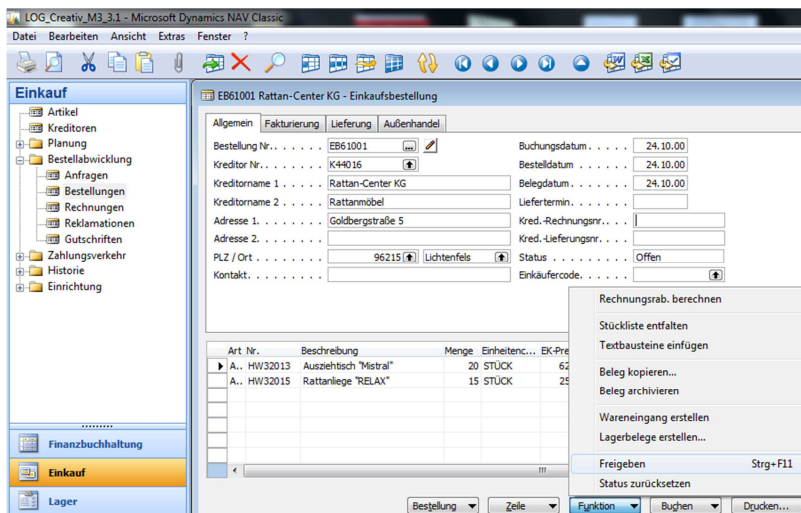 LOG_Creativ_M3_3.1 - Microsoft Dynamics NAV Classic
Datei Bearbeiten Ansicht Extras Fenster ?
Einkauf
Artikel
Kreditoren
Planung
Bestellabwicklung
Anfragen
Bestellungen
Rechnungen
Reklamationen
Gutschriften
Zahlungsverkehr
Historie
Einrichtung
Finanzbuchhaltung
Einkauf
Lager
EB61001 Rattan-Center KG - Einkaufsbestellung
Allgemein Fakturierung Lieferung Außenhandel
Bestellung Nr.. . . . . . . EB61001 ... Buchungsdatum. . . . . 24.10.00
Kreditor Nr.. . . . . . . . K44016 Bestelldatum . . . . . . 24.10.00
Kreditorname 1 . . . . . Rattan-Center KG Belegdatum. . . . . . . 24.10.00
Kreditorname 2 . . . . . Rattanmöbel Liefertermin. . . . . . .
Adresse 1. . . . . . . . . Goldbergstraße 5 Kred.-Rechnungsnr.. . .
Adresse 2. . . . . . . . . Kred.-Lieferungsnr. . . .
PLZ / Ort . . . . . . . . 96215 Lichtenfels Status . . . . . . . . . Offen
Kontakt. . . . . . . . . . Einkäufercode. . . . . .
Art Nr. Beschreibung Menge Einheitenc... EK-Pre
A.. HW32013 Ausziehtisch "Mistral" 20 STÜCK 62
A.. HW32015 Rattanliege "RELAX" 15 STÜCK 25
Rechnungsrab. berechnen
Stückliste entfalten
Textbausteine einfügen
Beleg kopieren...
Beleg archivieren
Wareneingang erstellen
Lagerbelege erstellen...
Freigeben Strg+F11
Status zurücksetzen
Bestellung Zeile Funktion Buchen Drucken...